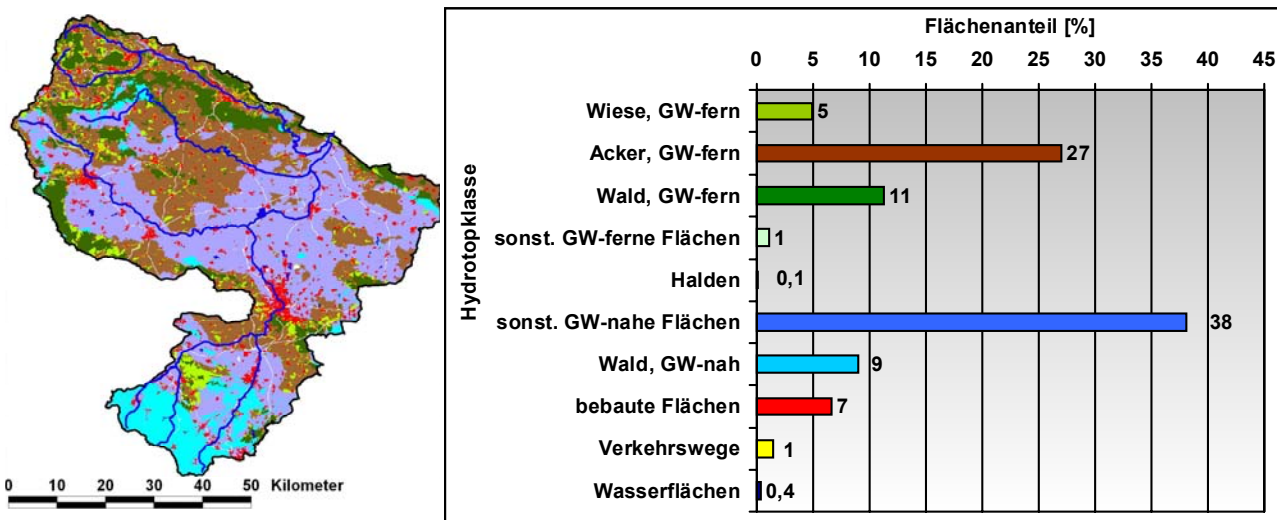 0 10 20 30 40 50 Kilometer
Flächenanteil [%]
0 5 10 15 20 25 30 35 40 45
Hydrotopklasse
Wiese, GW-fern 5
Acker, GW-fern 27
Wald, GW-fern 11
sonst. GW-ferne Flächen 1
Halden 0,1
sonst. GW-nahe Flächen 38
Wald, GW-nah 9
bebaute Flächen 7
Verkehrswege 1
Wasserflächen 0,4